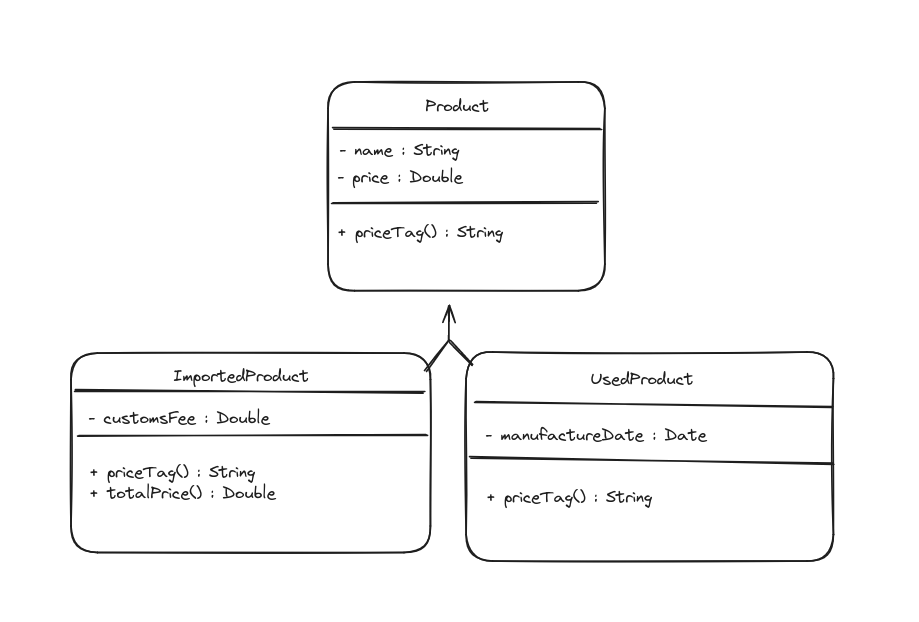 Product
- name : String
- price : Double
+ priceTag() : String
ImportedProduct
- customsFee : Double
+ priceTag() : String
+ totalPrice() : Double
UsedProduct
- manufactureDate : Date
+ priceTag() : String